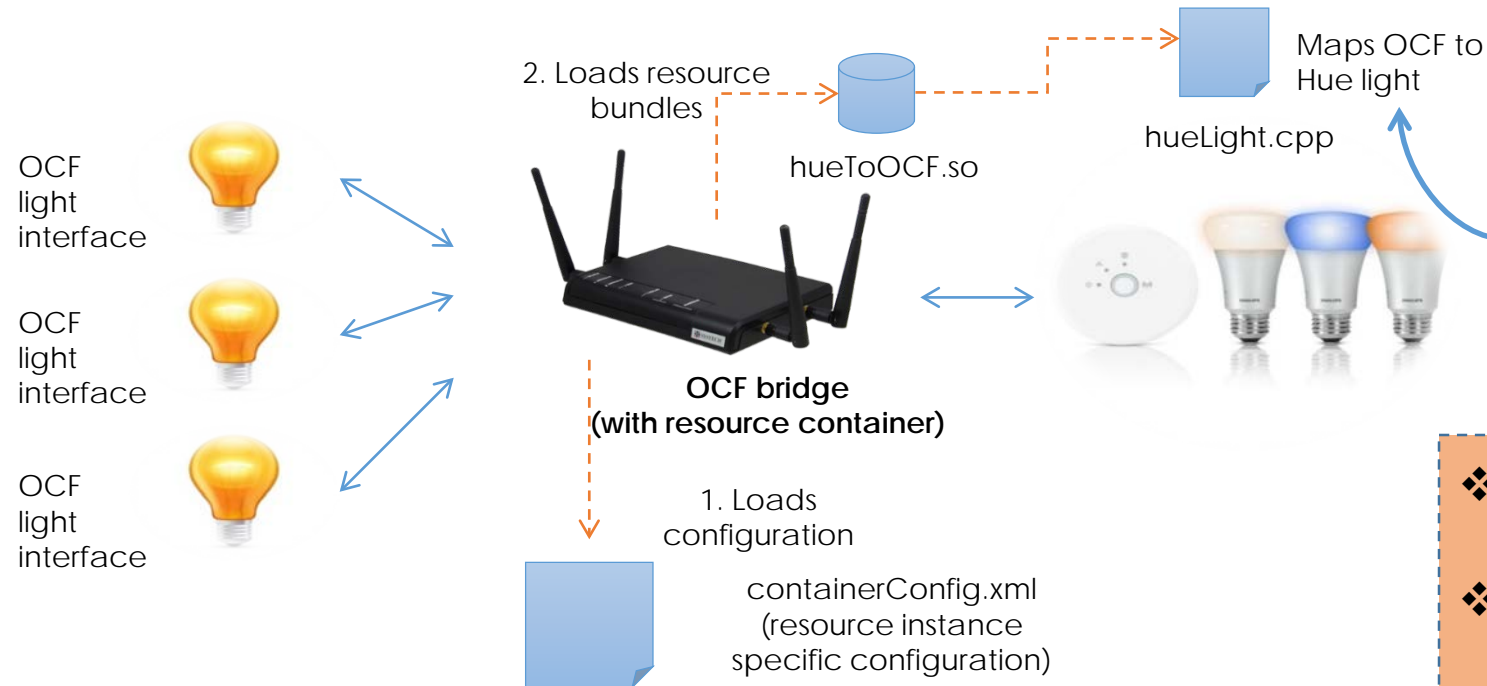 2. Loads resource
bundles
hueToOCF.so
Maps OCF to
Hue light
hueLight.cpp
OCF
light
interface
OCF
light
interface
OCF
light
interface
OCF bridge
(with resource container)
1. Loads
configuration
containerConfig.xml
(resource instance
specific configuration)